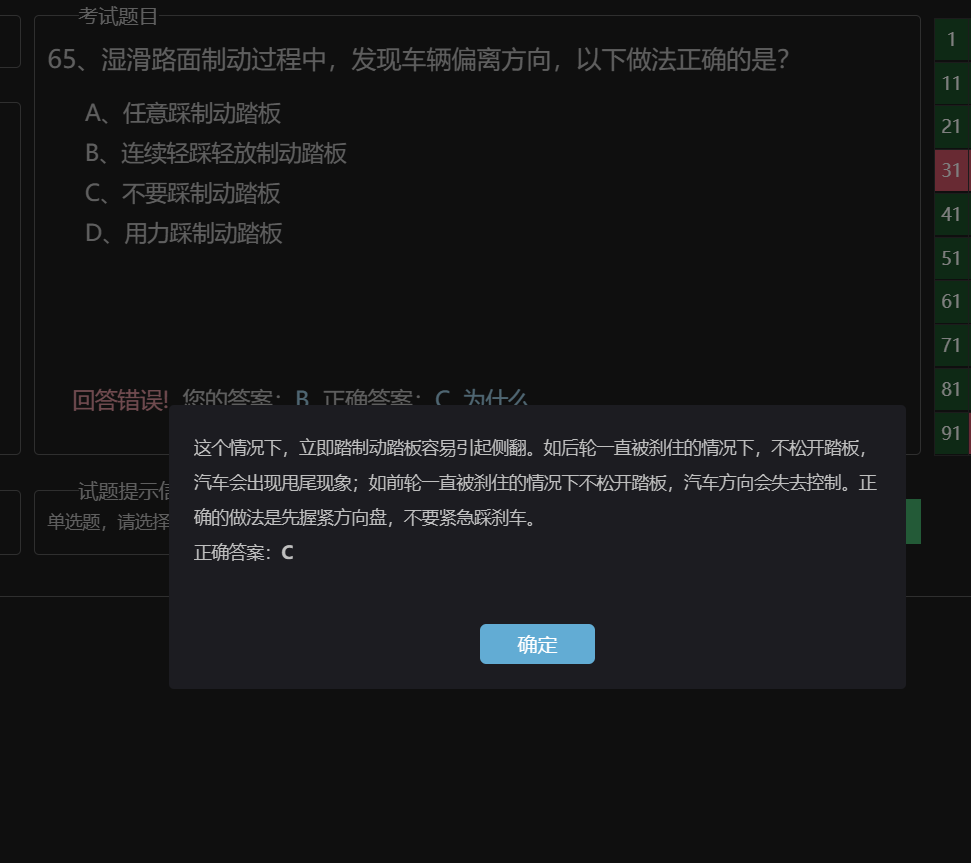 考试题目
1
65、湿滑路面制动过程中，发现车辆偏离方向，以下做法正确的是？
11
A、任意踩制动踏板
21
B、连续轻踩轻放制动踏板
31
C、不要踩制动踏板
41
D、用力踩制动踏板
51
61
71
81
回答错误! 您的答案：B 正确答案：C 为什么
91
这个情况下，立即踏制动踏板容易引起侧翻。如后轮一直被刹住的情况下，不松开踏板，
汽车会出现甩尾现象；如前轮一直被刹住的情况下不松开踏板，汽车方向会失去控制。正
确的做法是先握紧方向盘，不要紧急踩刹车。
正确答案：C
试题提示信
单选题，请选择
确定